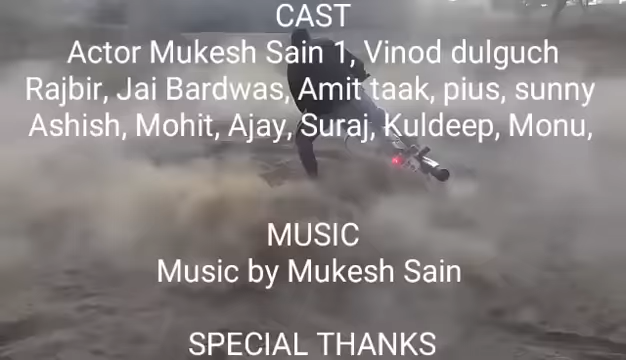 CAST
Actor Mukesh Sain 1, Vinod dulguch
Rajbir, Jai Bardwas, Amit taak, pius, sunny
Ashish, Mohit, Ajay, Suraj, Kuldeep, Monu,
MUSIC
Music by Mukesh Sain
SPECIAL THANKS